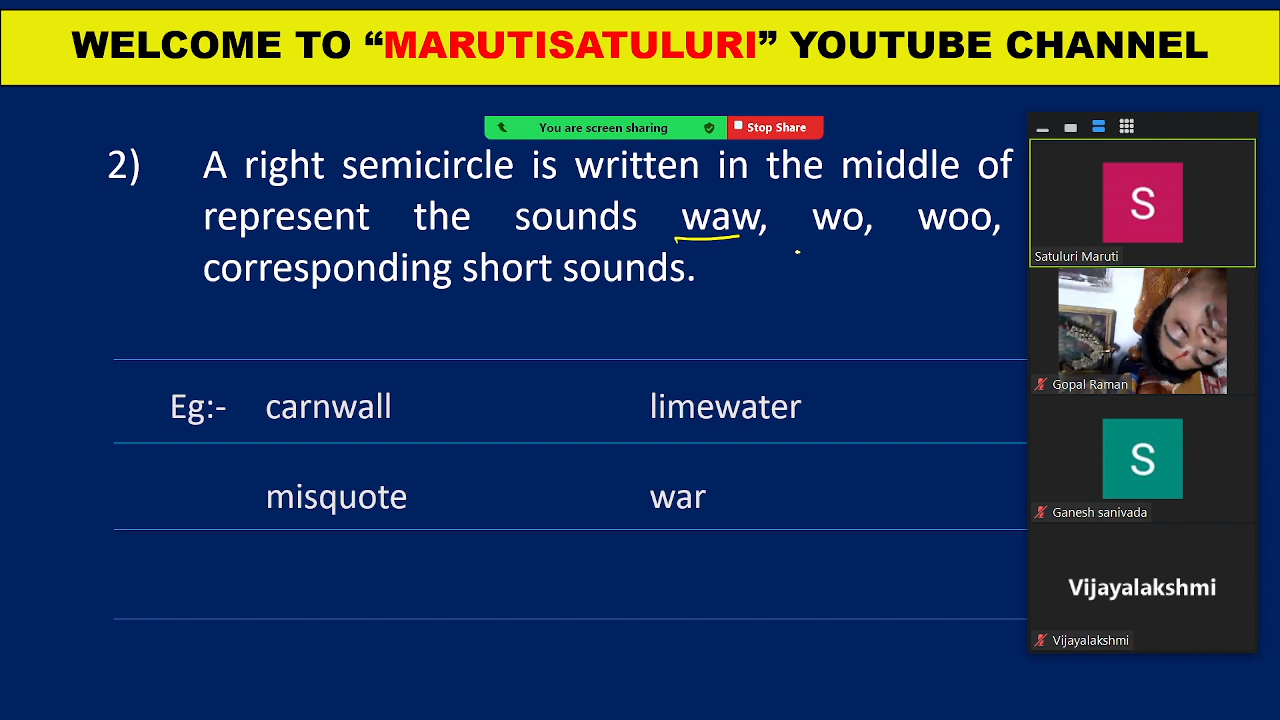 WELCOME TO “MARUTISATULURI” YOUTUBE CHANNEL
You are screen sharing
Stop Share
2) A right semicircle is written in the middle of
represent the sounds waw, wo, woo,
corresponding short sounds.
Eg:- carnwall limewater
misquote war
S
Satuluri Maruti
Gopal Raman
S
Ganesh sanivada
Vijayalakshmi
Vijayalakshmi